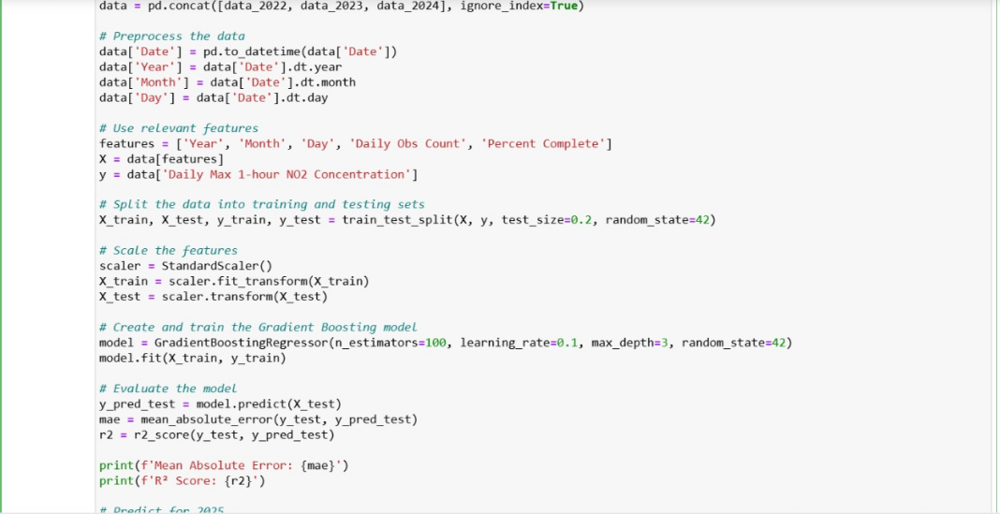 data = pd.concat([data_2022, data_2023, data_2024], ignore_index=True)
# Preprocess the data
data['Date'] = pd.to_datetime(data['Date'])
data['Year'] = data['Date'].dt.year
data['Month'] = data['Date'].dt.month
data['Day'] = data['Date'].dt.day
# Use relevant features
features = ['Year', 'Month', 'Day', 'Daily Obs Count', 'Percent Complete']
X = data[features]
y = data['Daily Max 1-hour NO2 Concentration']
# Split the data into training and testing sets
X_train, X_test, y_train, y_test = train_test_split(X, y, test_size=0.2, random_state=42)
# Scale the features
scaler = StandardScaler()
X_train = scaler.fit_transform(X_train)
X_test = scaler.transform(X_test)
# Create and train the Gradient Boosting model
model = GradientBoostingRegressor(n_estimators=100, learning_rate=0.1, max_depth=3, random_state=42)
model.fit(X_train, y_train)
# Evaluate the model
y_pred_test = model.predict(X_test)
mae = mean_absolute_error(y_test, y_pred_test)
r2 = r2_score(y_test, y_pred_test)
print(f'Mean Absolute Error: {mae}')
print(f'R² Score: {r2}')
# Predict for 2025